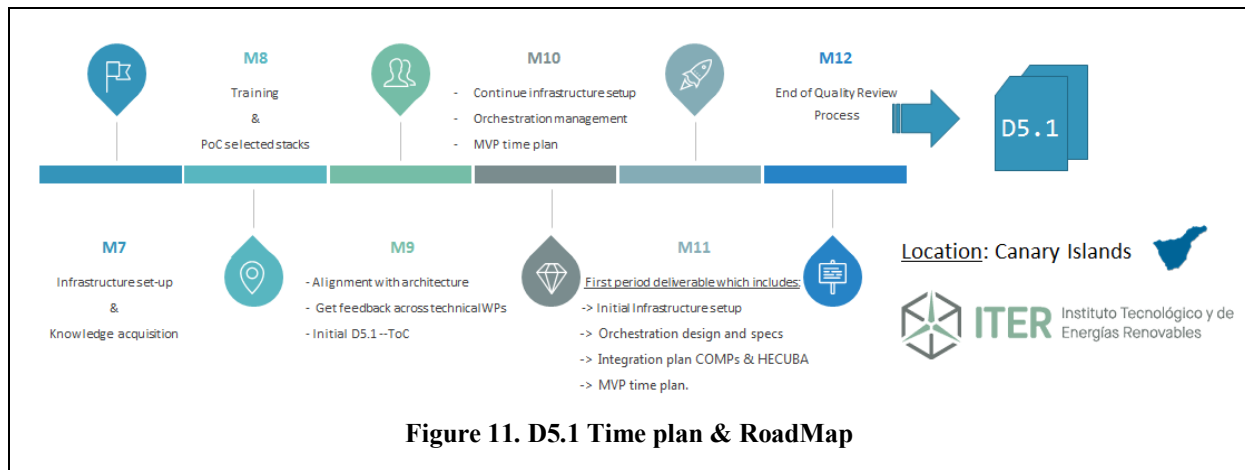 M8
Training
&
PoC selected stacks
M10
- Continue infrastructure setup
- Orchestration management
- MVP time plan
M12
End of Quality Review
Process
D5.1
M7
Infrastructure set-up
&
Knowledge acquisition
M9
- Alignment with architecture
- Get feedback across technical WPs
- Initial D5.1 --ToC
M11
First period deliverable which includes:
-> Initial Infrastructure setup
-> Orchestration design and specs
-> Integration plan COMPs & HECUBA
-> MVP time plan.
Location: Canary Islands
ITER
Instituto Tecnológico y de
Energías Renovables
Figure 11. D5.1 Time plan & RoadMap